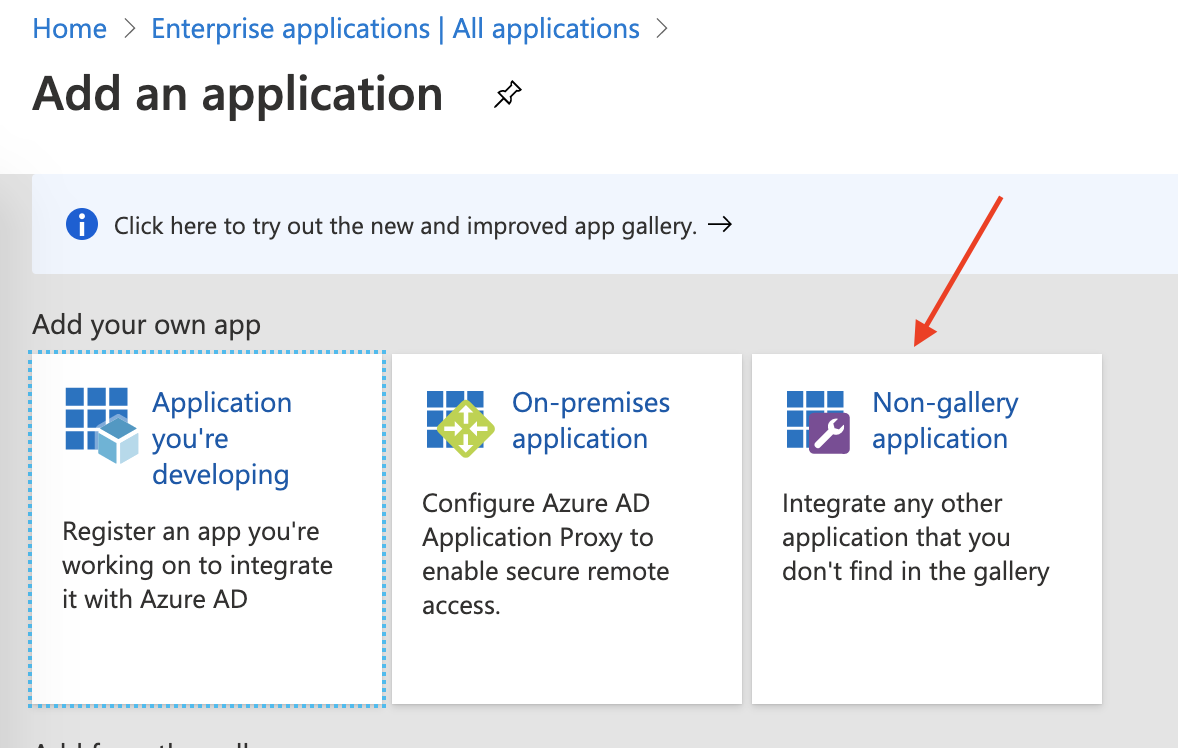 Home > Enterprise applications | All applications >
Add an application
Click here to try out the new and improved app gallery. →
Add your own app
Application
you're
developing
Register an app you're
working on to integrate
it with Azure AD
On-premises
application
Configure Azure AD
Application Proxy to
enable secure remote
access.
Non-gallery
application
Integrate any other
application that you
don't find in the gallery